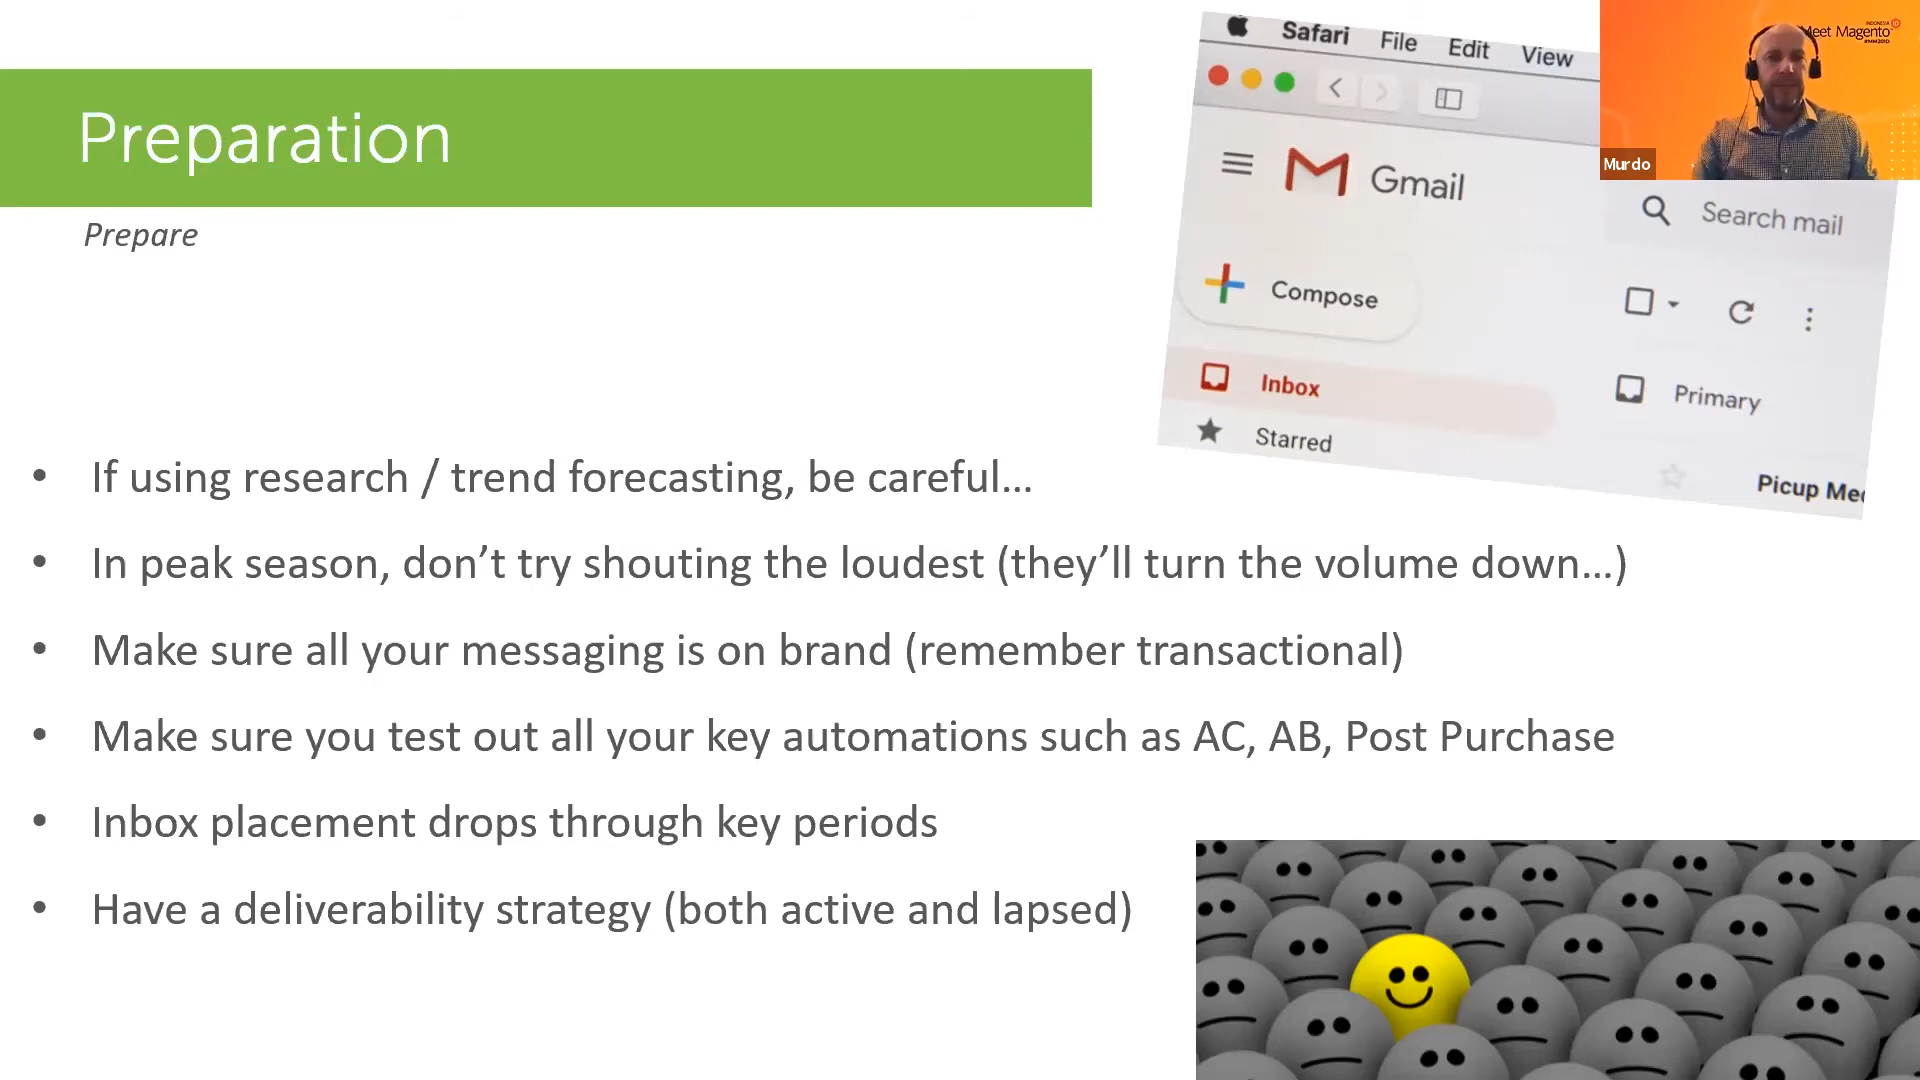 Preparation
Prepare
Safari File Edit View
Gmail
Search mail
Compose
Inbox
Primary
Starred
INDONESIA
Meet Magento
#MM20ID
Murdo
• If using research / trend forecasting, be careful…
• In peak season, don’t try shouting the loudest (they’ll turn the volume down…)
• Make sure all your messaging is on brand (remember transactional)
• Make sure you test out all your key automations such as AC, AB, Post Purchase
• Inbox placement drops through key periods
• Have a deliverability strategy (both active and lapsed)